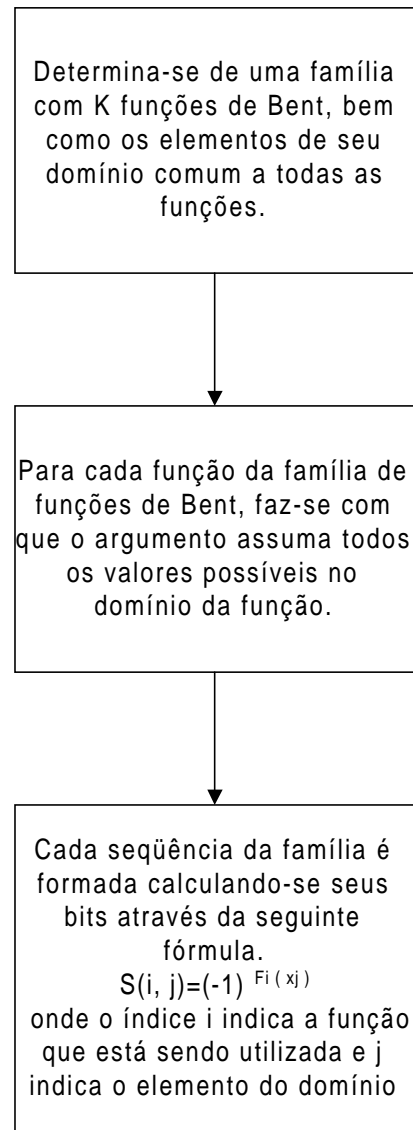 Determina-se de uma família
com K funções de Bent, bem
como os elementos de seu
domínio comum a todas as
funções.
Para cada função da família de
funções de Bent, faz-se com
que o argumento assuma todos
os valores possíveis no
domínio da função.
Cada seqüência da família é
formada calculando-se seus
bits através da seguinte
fórmula.
S(i, j)=(-1) Fi ( xj )
onde o índice i indica a função
que está sendo utilizada e j
indica o elemento do domínio